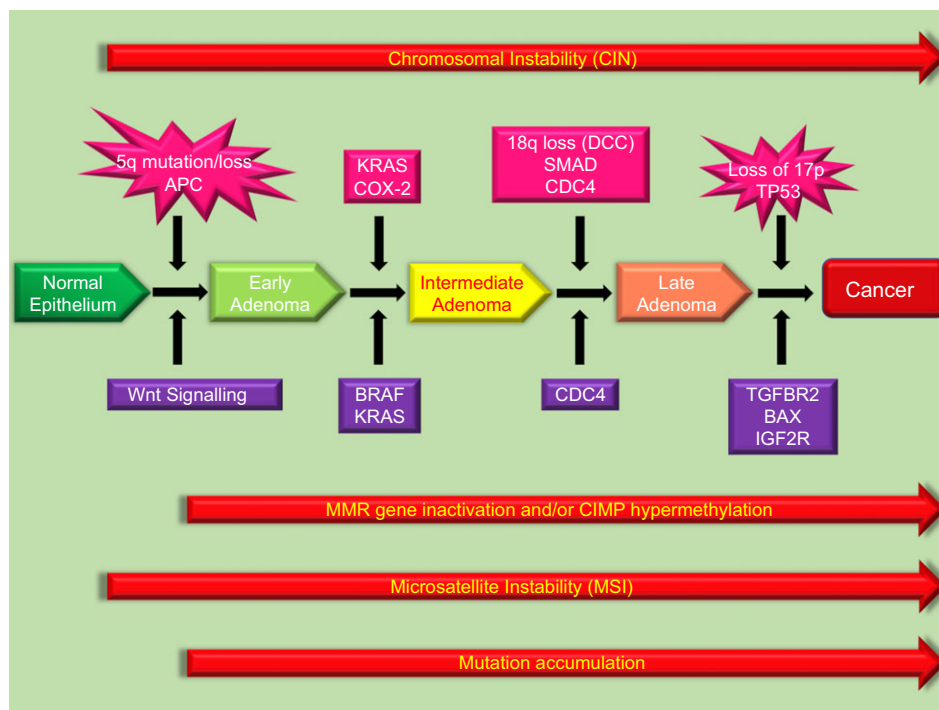 Chromosomal Instability (CIN)
5q mutation/loss
APC
KRAS
COX-2
18q loss (DCC)
SMAD
CDC4
Loss of 17p
TP53
Normal
Epithelium
Early
Adenoma
Intermediate
Adenoma
Late
Adenoma
Cancer
Wnt Signalling
BRAF
KRAS
CDC4
TGFBR2
BAX
IGF2R
MMR gene inactivation and/or CIMP hypermethylation
Microsatellite Instability (MSI)
Mutation accumulation